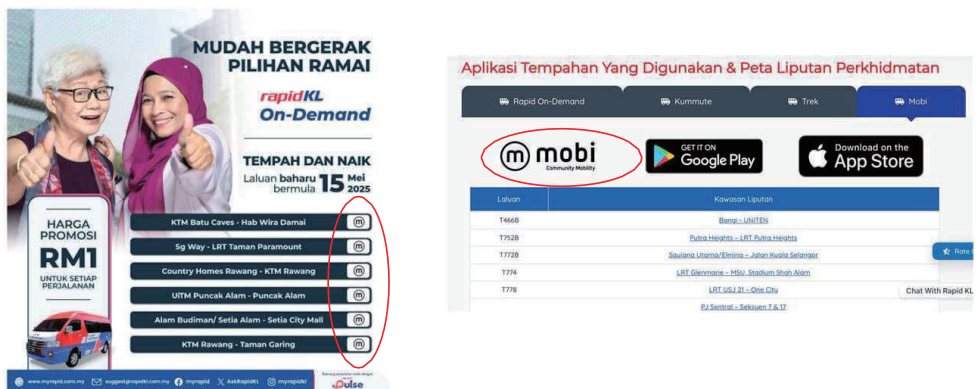 MUDAH BERGERAK
PILIHAN RAMAI
rapidKL
On-Demand
TEMPAH DAN NAIK
Laluan baharu 15 Mei
bermula 2025
HARGA
PROMOSI
RM1
UNTUK SETIAP
PERJALANAN
KTM Batu Caves - Hab Wira Damai
Sg Way - LRT Taman Paramount
Country Homes Rawang - KTM Rawang
UiTM Puncak Alam - Puncak Alam
Alam Budiman/ Setia Alam - Setia City Mall
KTM Rawang - Taman Garing
www.myrapid.com.my suggest@rapidkl.com.my myrapid AskRapidKL myrapidkl
Pulse
Aplikasi Tempahan Yang Digunakan & Peta Liputan Perkhidmatan
Rapid On-Demand Kummute Trek Mobi
m mobi
Community Mobility
GET IT ON
Google Play
Download on the
App Store
Laluan Kawasan Liputan
T466B Bangi - UNITEN
T752B Putra Heights – LRT Putra Heights
T772B Sauiana Utama/Elmina – Jalan Kuala Selangor
T774 LRT Glenmarie – MSU, Stadium Shah Alam
T778 LRT USJ 21 – One City
PJ Sentral – Seksyen 7 & 17
Rate
Chat With Rapid KL